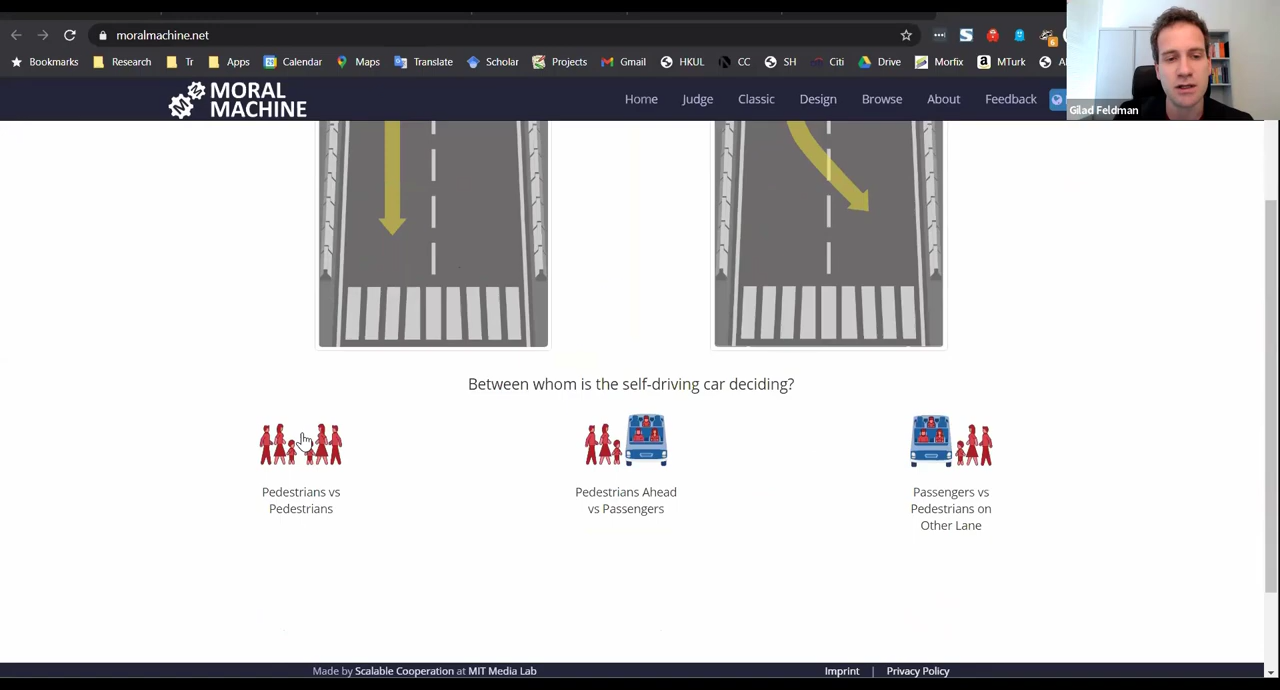 moralmachine.net
Bookmarks Research Tr Apps Calendar Maps Translate Scholar Projects Gmail HKUL CC SH Citi Drive Morfix MTurk
MORAL
MACHINE
Home Judge Classic Design Browse About Feedback
Gilad Feldman
Between whom is the self-driving car deciding?
Pedestrians vs
Pedestrians
Pedestrians Ahead
vs Passengers
Passengers vs
Pedestrians on
Other Lane
Made by Scalable Cooperation at MIT Media Lab
Imprint | Privacy Policy